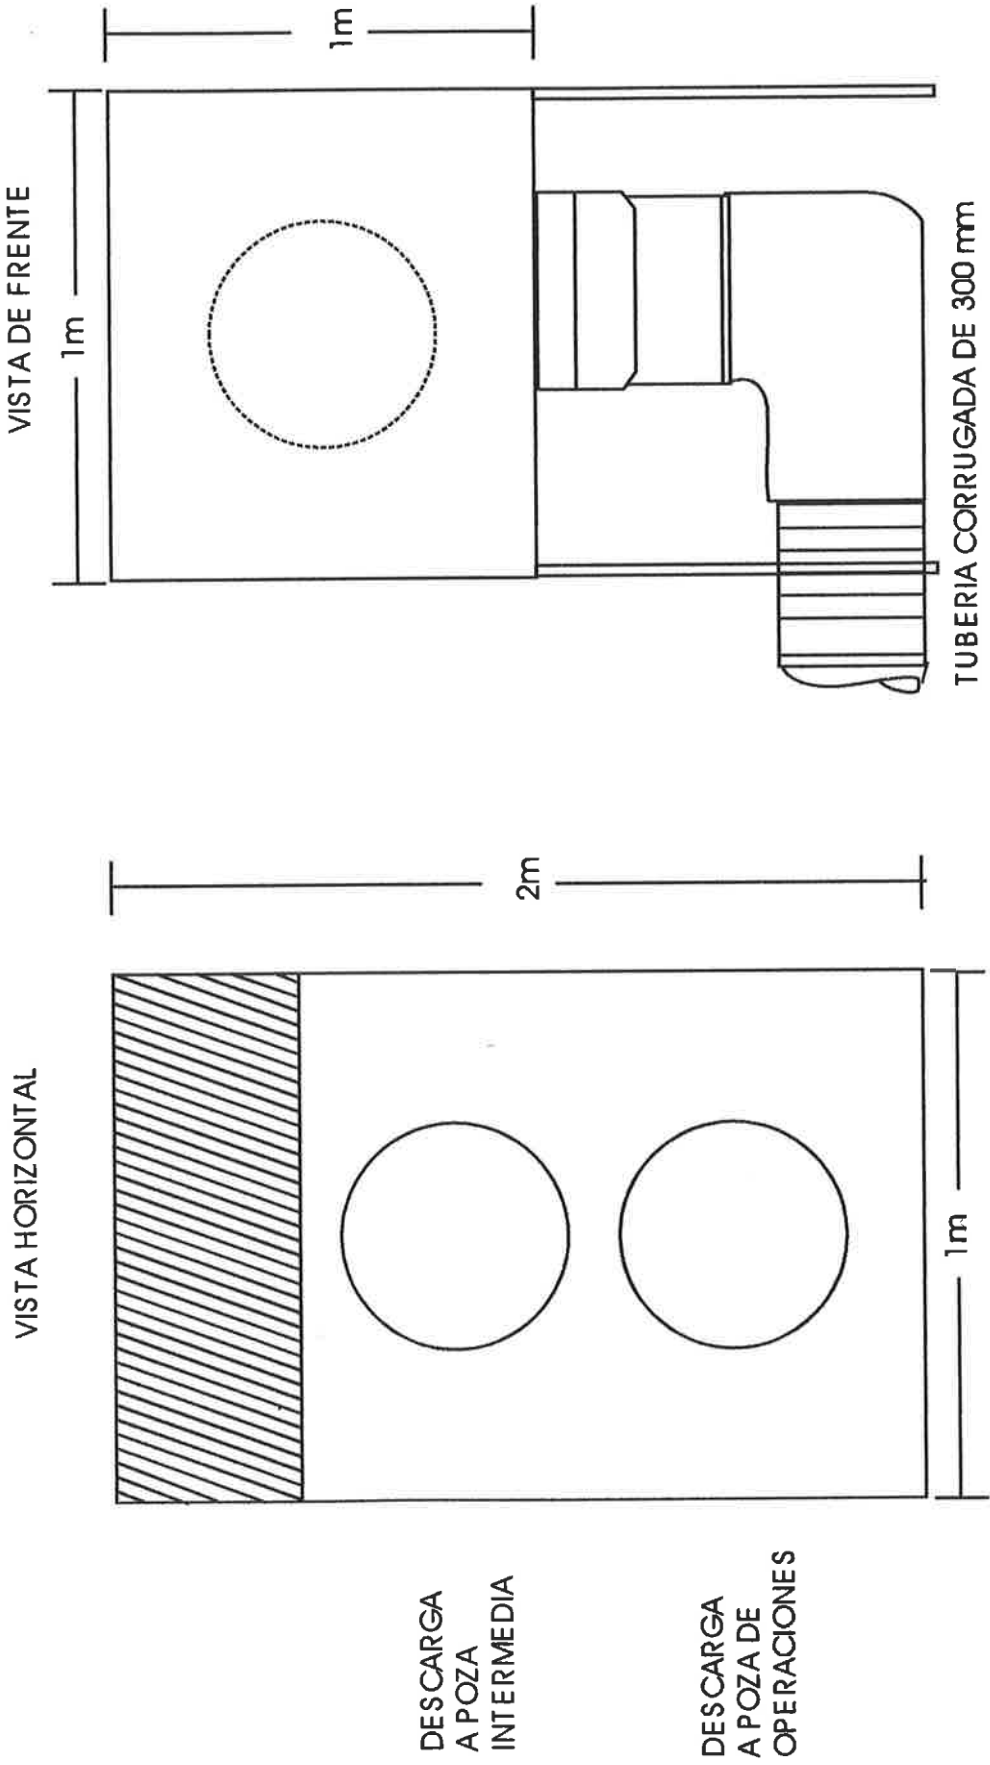 VISTA HORIZONTAL
2m
1m
DESCARGA
A POZA
INTERMEDIA
DESCARGA
A POZA DE
OPERACIONES
VISTA DE FRENTE
1m
1m
TUBERIA CORRUGADA DE 300 mm